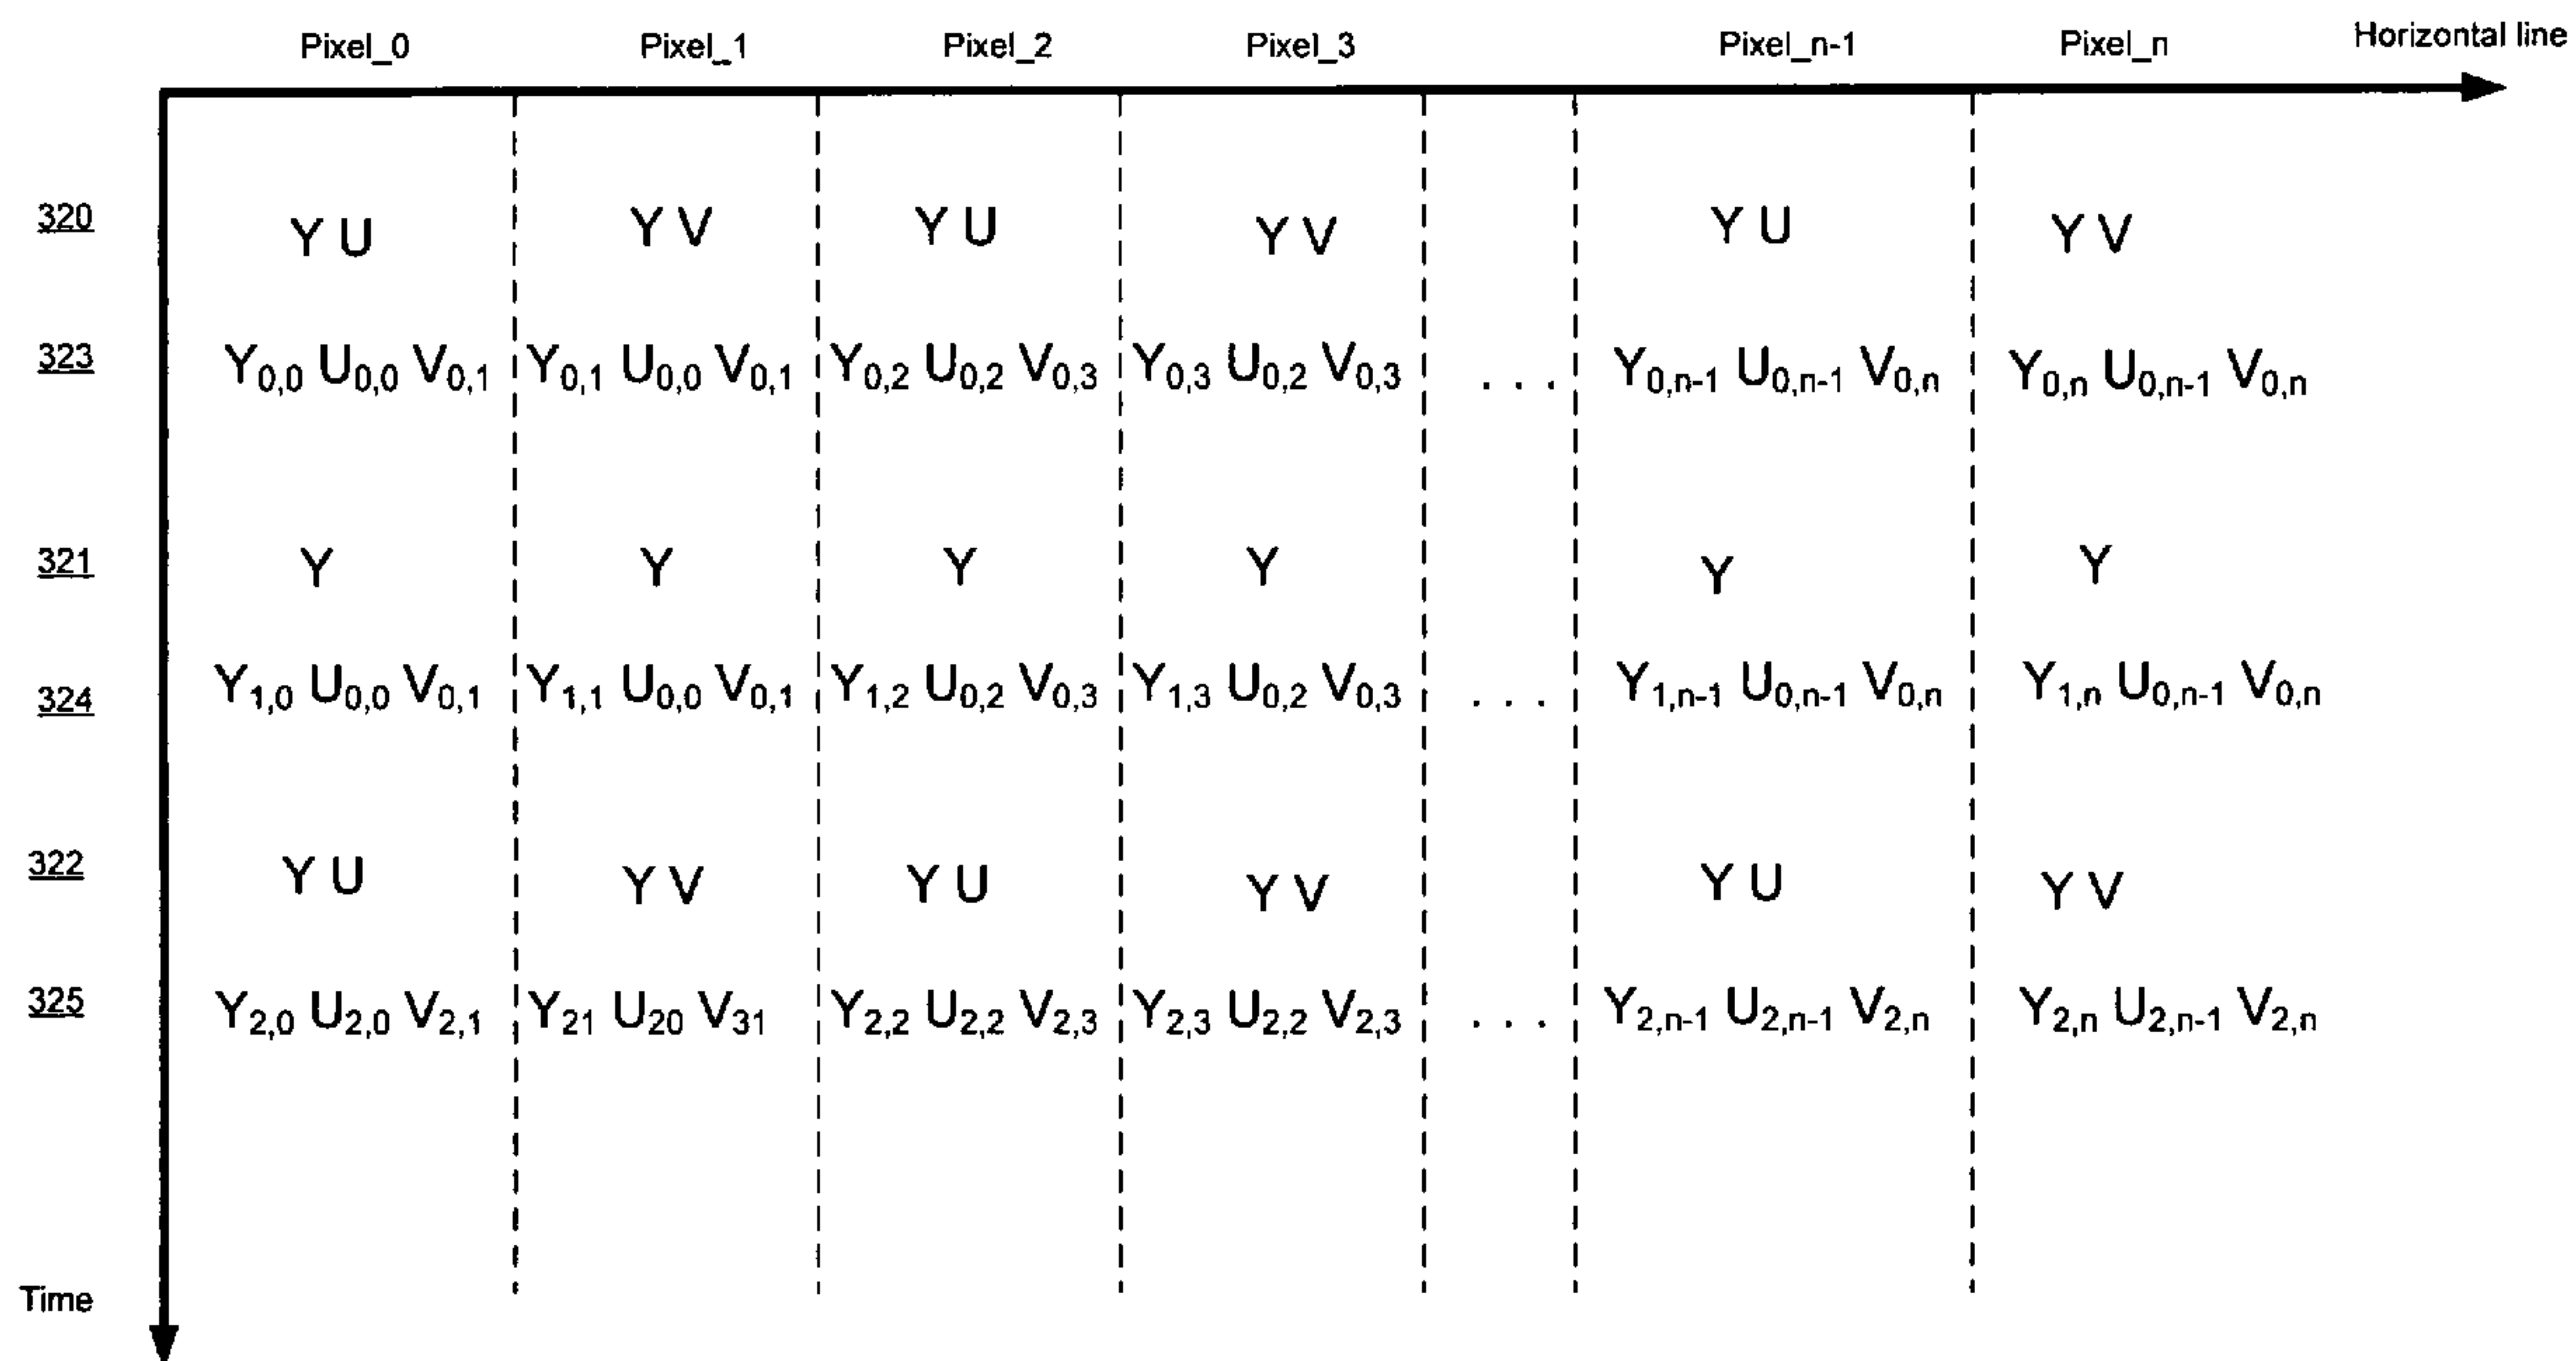 Pixel_0 Pixel_1 Pixel_2 Pixel_3 Pixel_n-1 Pixel_n Horizontal line
320 Y U Y V Y U Y V Y U Y V
323 Y0,0 U0,0 V0,1 Y0,1 U0,0 V0,1 Y0,2 U0,2 V0,3 Y0,3 U0,2 V0,3 . . . Y0,n-1 U0,n-1 V0,n Y0,n U0,n-1 V0,n
321 Y Y Y Y Y Y
324 Y1,0 U0,0 V0,1 Y1,1 U0,0 V0,1 Y1,2 U0,2 V0,3 Y1,3 U0,2 V0,3 . . . Y1,n-1 U0,n-1 V0,n Y1,n U0,n-1 V0,n
322 Y U Y V Y U Y V Y U Y V
325 Y2,0 U2,0 V2,1 Y21 U20 V31 Y2,2 U2,2 V2,3 Y2,3 U2,2 V2,3 . . . Y2,n-1 U2,n-1 V2,n Y2,n U2,n-1 V2,n
Time